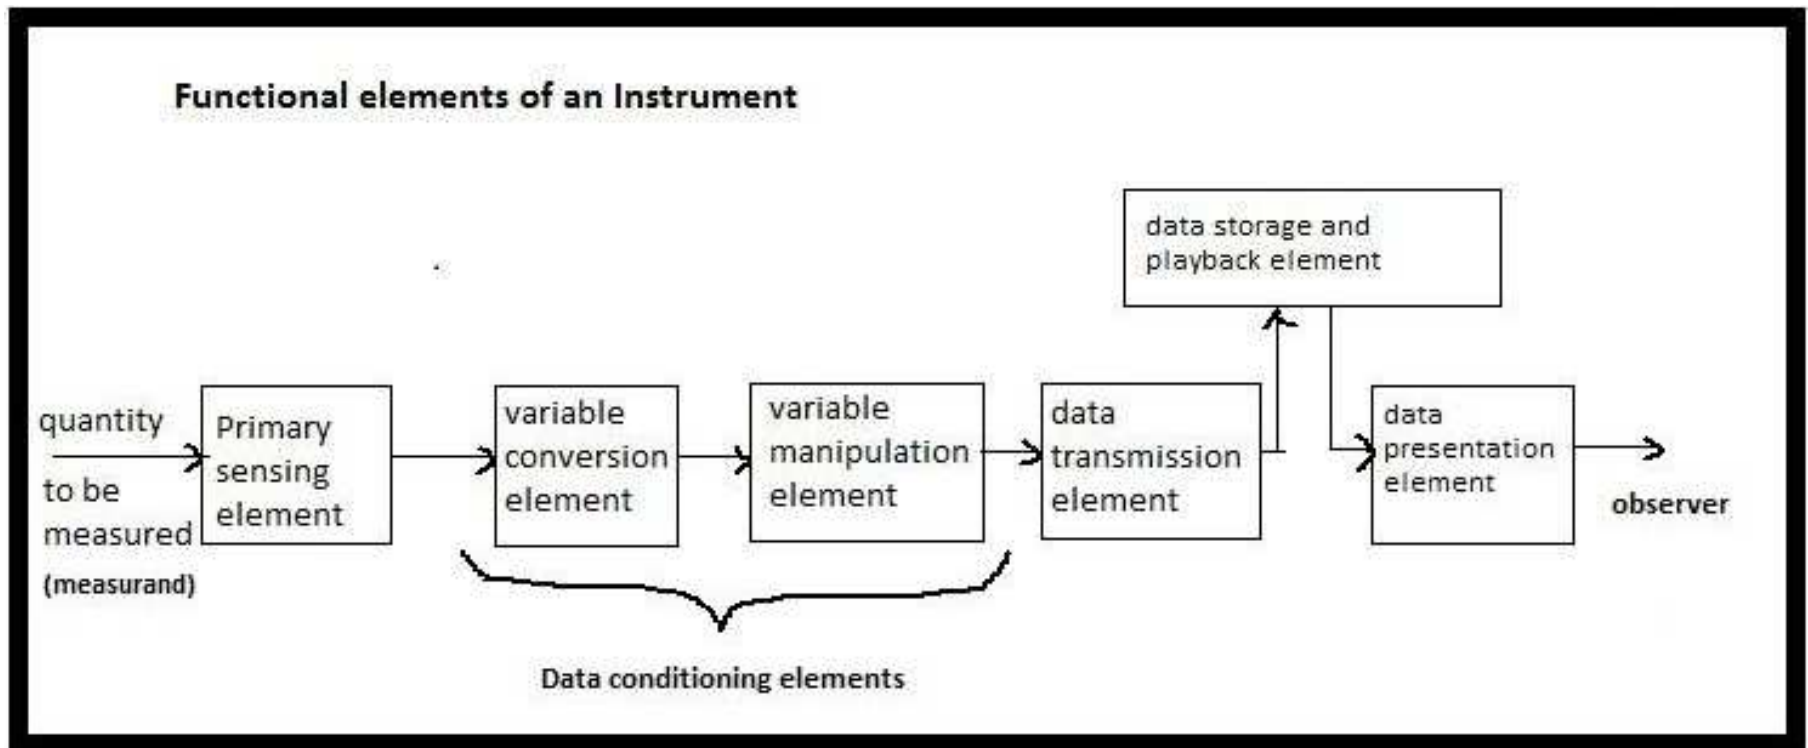 Functional elements of an Instrument
data storage and
playback element
quantity
to be
measured
(measurand)
Primary
sensing
element
variable
conversion
element
variable
manipulation
element
data
transmission
element
data
presentation
element
observer
Data conditioning elements